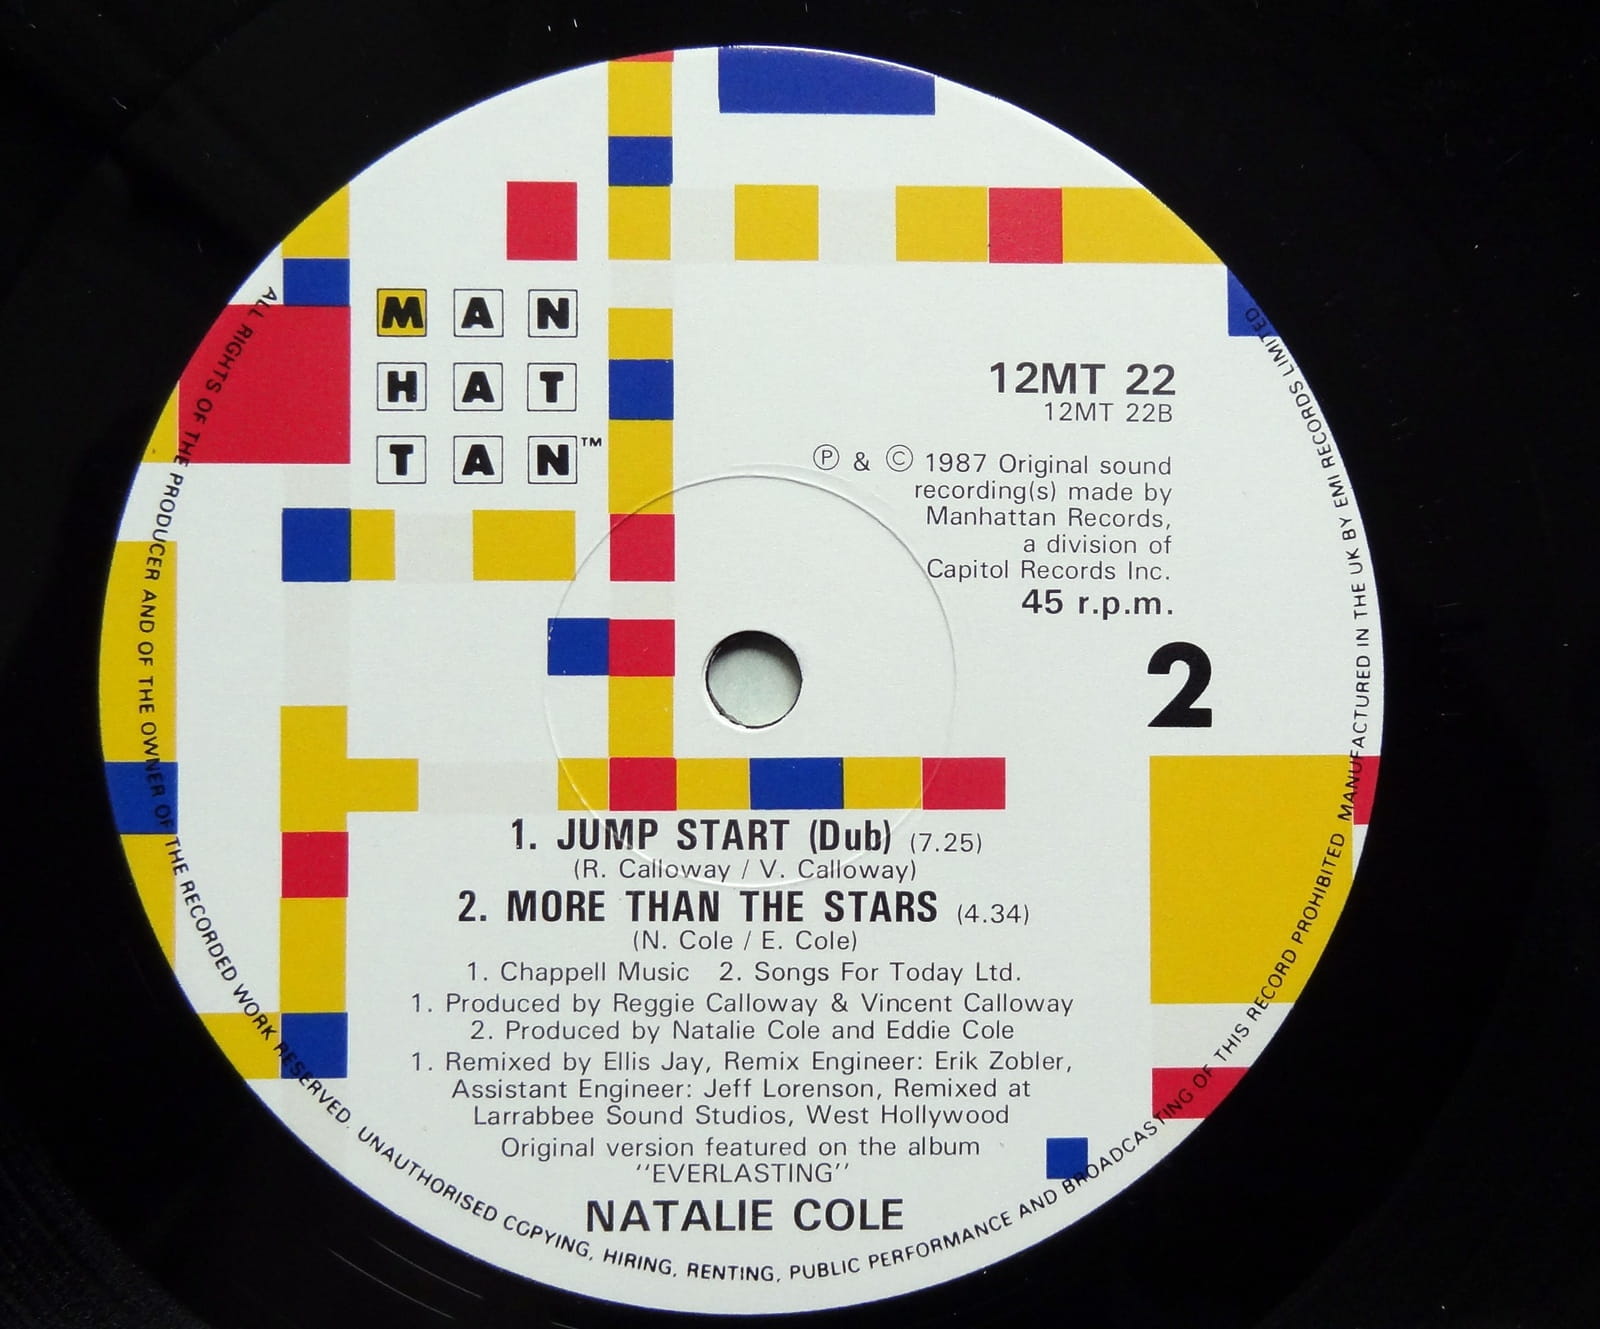 M A N
H A T
T A N™
12MT 22
12MT 22B
Ⓟ & © 1987 Original sound
recording(s) made by
Manhattan Records,
a division of
Capitol Records Inc.
45 r.p.m.
2
1. JUMP START (Dub) (7.25)
(R. Calloway / V. Calloway)
2. MORE THAN THE STARS (4.34)
(N. Cole / E. Cole)
1. Chappell Music 2. Songs For Today Ltd.
1. Produced by Reggie Calloway & Vincent Calloway
2. Produced by Natalie Cole and Eddie Cole
1. Remixed by Ellis Jay, Remix Engineer: Erik Zobler,
Assistant Engineer: Jeff Lorenson, Remixed at
Larrabbee Sound Studios, West Hollywood
Original version featured on the album
"EVERLASTING"
NATALIE COLE
ALL RIGHTS OF THE PRODUCER AND OF THE OWNER OF THE RECORDED WORK RESERVED. UNAUTHORISED COPYING, HIRING, RENTING, PUBLIC PERFORMANCE AND BROADCASTING OF THIS RECORD PROHIBITED MANUFACTURED IN THE UK BY EMI RECORDS LIMITED